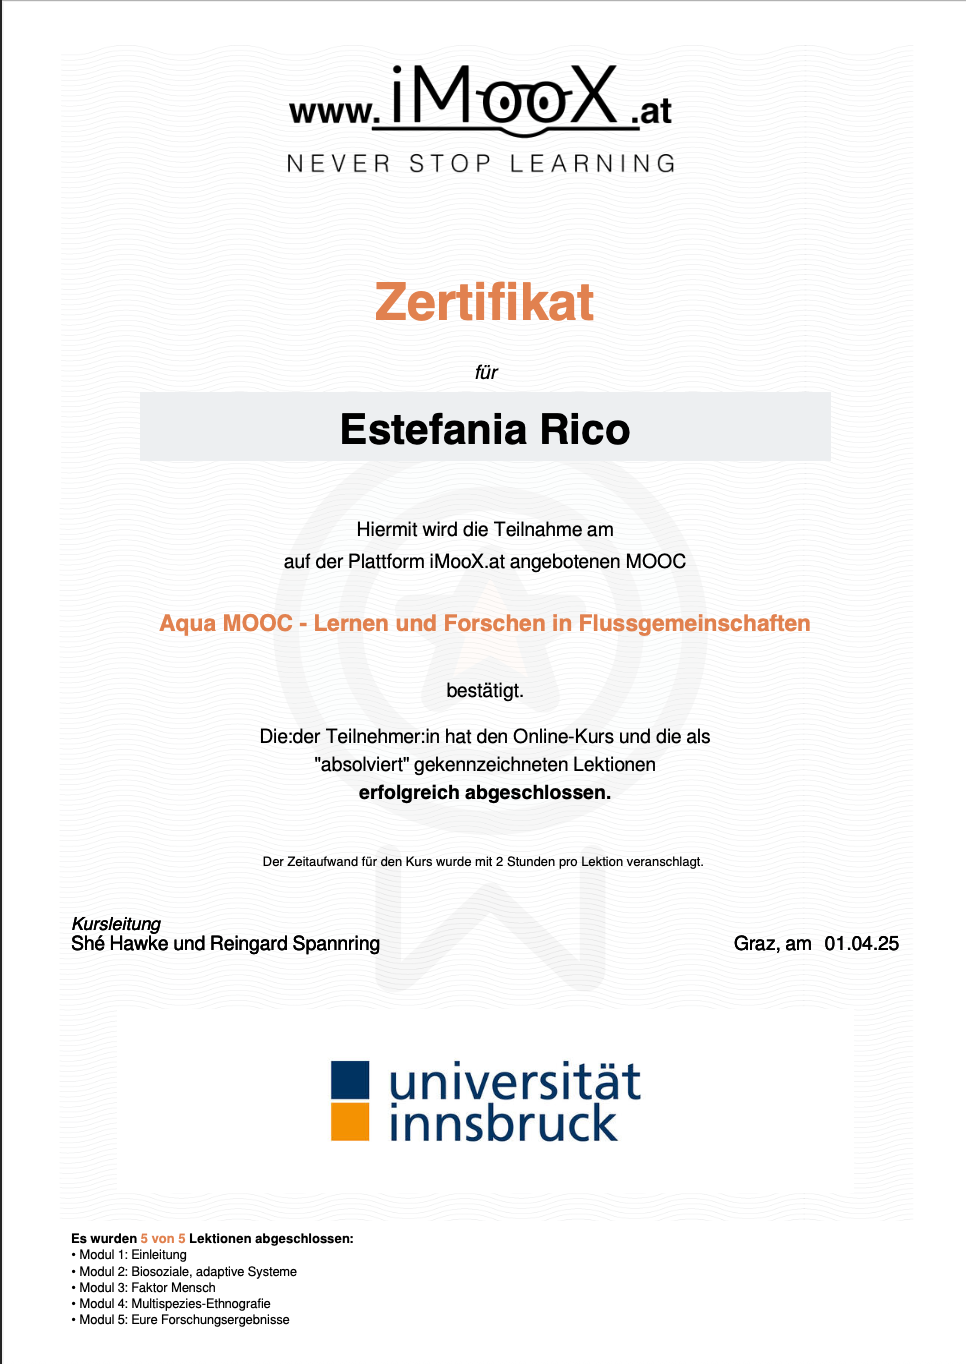 www.iMooX.at
NEVER STOP LEARNING
Zertifikat
für
Estefania Rico
Hiermit wird die Teilnahme am
auf der Plattform iMooX.at angebotenen MOOC
Aqua MOOC - Lernen und Forschen in Flussgemeinschaften
bestätigt.
Die:der Teilnehmer:in hat den Online-Kurs und die als
"absolviert" gekennzeichneten Lektionen
erfolgreich abgeschlossen.
Der Zeitaufwand für den Kurs wurde mit 2 Stunden pro Lektion veranschlagt.
Kursleitung
Shé Hawke und Reingard Spannring
Graz, am 01.04.25
universität
innsbruck
Es wurden 5 von 5 Lektionen abgeschlossen:
• Modul 1: Einleitung
• Modul 2: Biosoziale, adaptive Systeme
• Modul 3: Faktor Mensch
• Modul 4: Multispezies-Ethnografie
• Modul 5: Eure Forschungsergebnisse